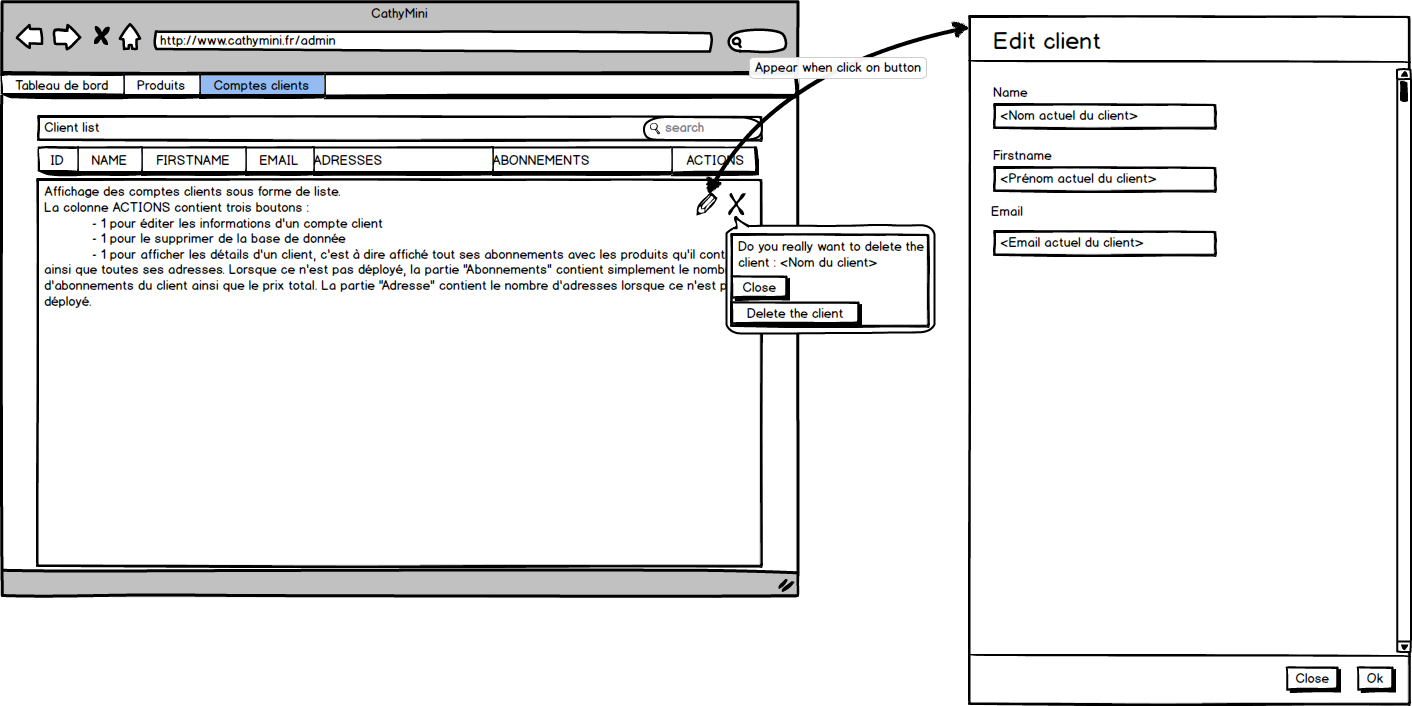 CathyMini
http://www.cathymini.fr/admin
Tableau de bord
Produits
Comptes clients
Appear when click on button
Client list
search
ID
NAME
FIRSTNAME
EMAIL
ADRESSES
ABONNEMENTS
ACTIONS
Affichage des comptes clients sous forme de liste.
La colonne ACTIONS contient trois boutons :
- 1 pour éditer les informations d'un compte client
- 1 pour le supprimer de la base de donnée
- 1 pour afficher les détails d'un client, c'est à dire affiché tout ses abonnements avec les produits qu'il cont
ainsi que toutes ses adresses. Lorsque ce n'est pas déployé, la partie "Abonnements" contient simplement le nomb
d'abonnements du client ainsi que le prix total. La partie "Adresse" contient le nombre d'adresses lorsque ce n'est p
déployé.
Do you really want to delete the
client : <Nom du client>
Close
Delete the client
Edit client
Name
<Nom actuel du client>
Firstname
<Prénom actuel du client>
Email
<Email actuel du client>
Close
Ok